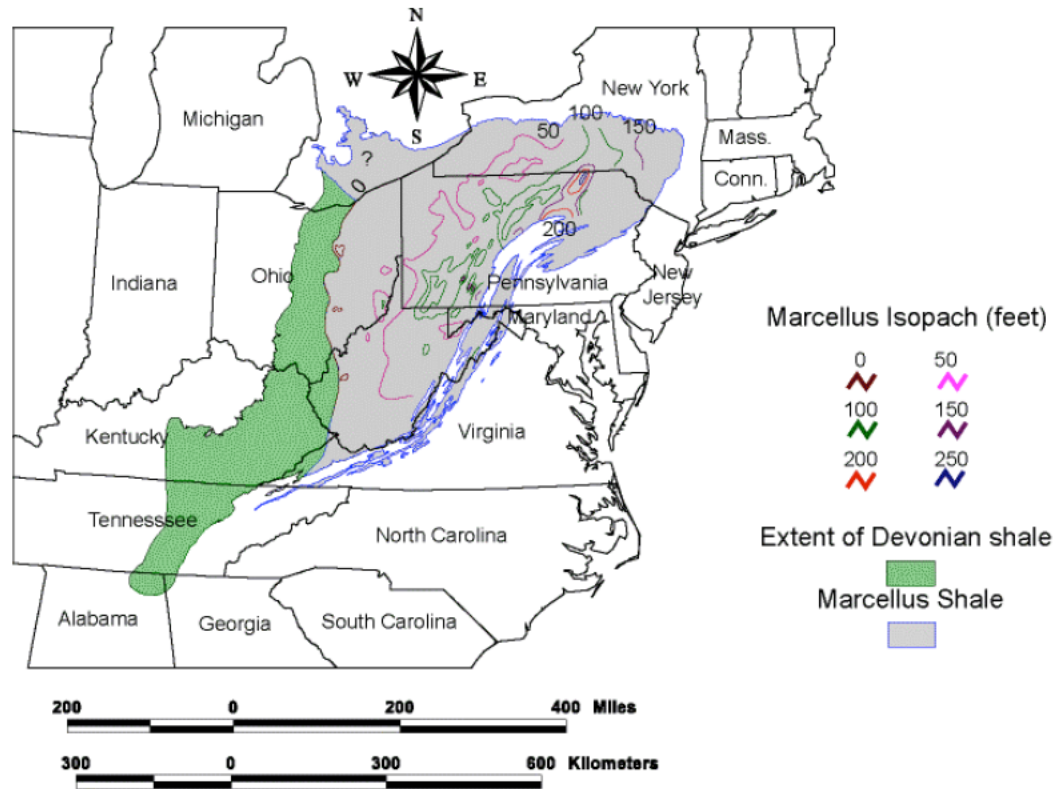 N
W
E
S
New York
Michigan
100
50
150
?
0
Mass.
Conn.
200
Ohio
Indiana
Pennsylvania
New
Jersey
Maryland
Kentucky
Virginia
Tennesssee
North Carolina
Alabama
Georgia
South Carolina
Marcellus Isopach (feet)
0 50
100 150
200 250
Extent of Devonian shale
Marcellus Shale
200 0 200 400 Miles
300 0 300 600 Kilometers